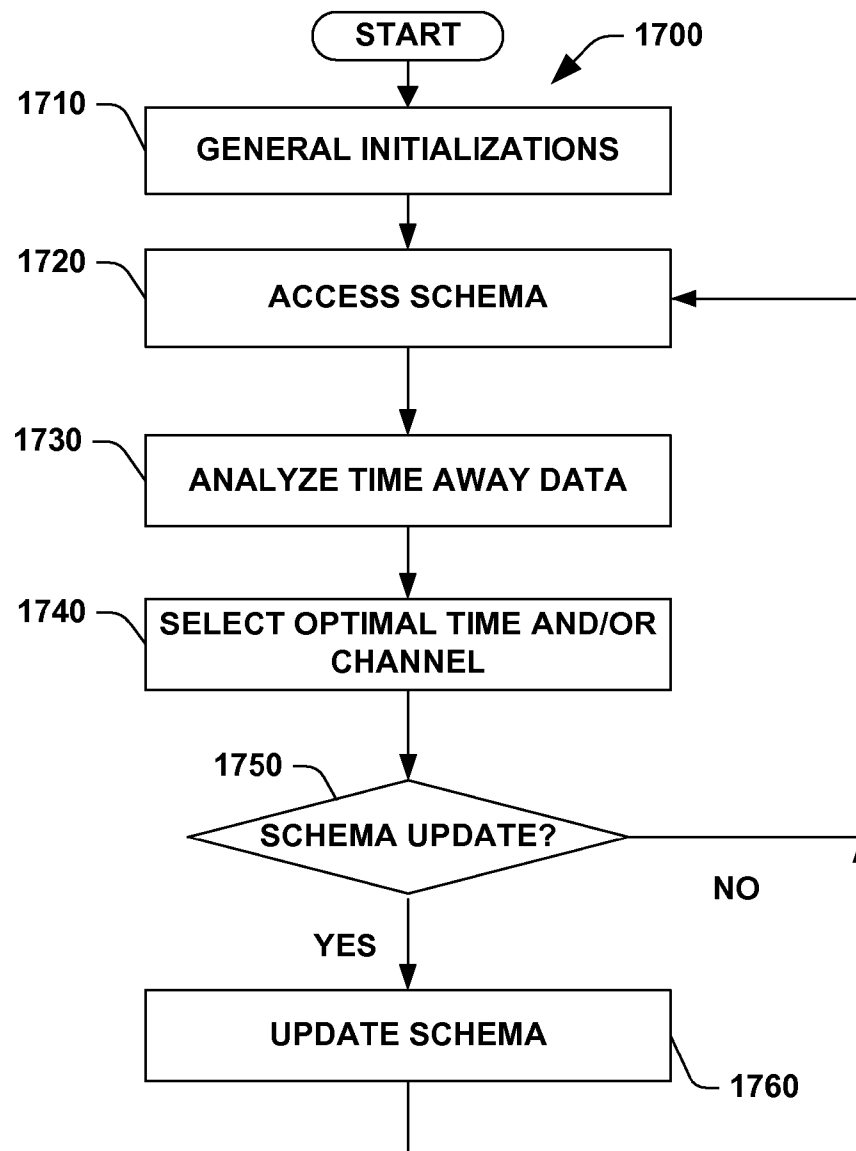 START
1700
1710
GENERAL INITIALIZATIONS
1720
ACCESS SCHEMA
1730
ANALYZE TIME AWAY DATA
1740
SELECT OPTIMAL TIME AND/OR
CHANNEL
1750
SCHEMA UPDATE?
NO
YES
UPDATE SCHEMA
1760